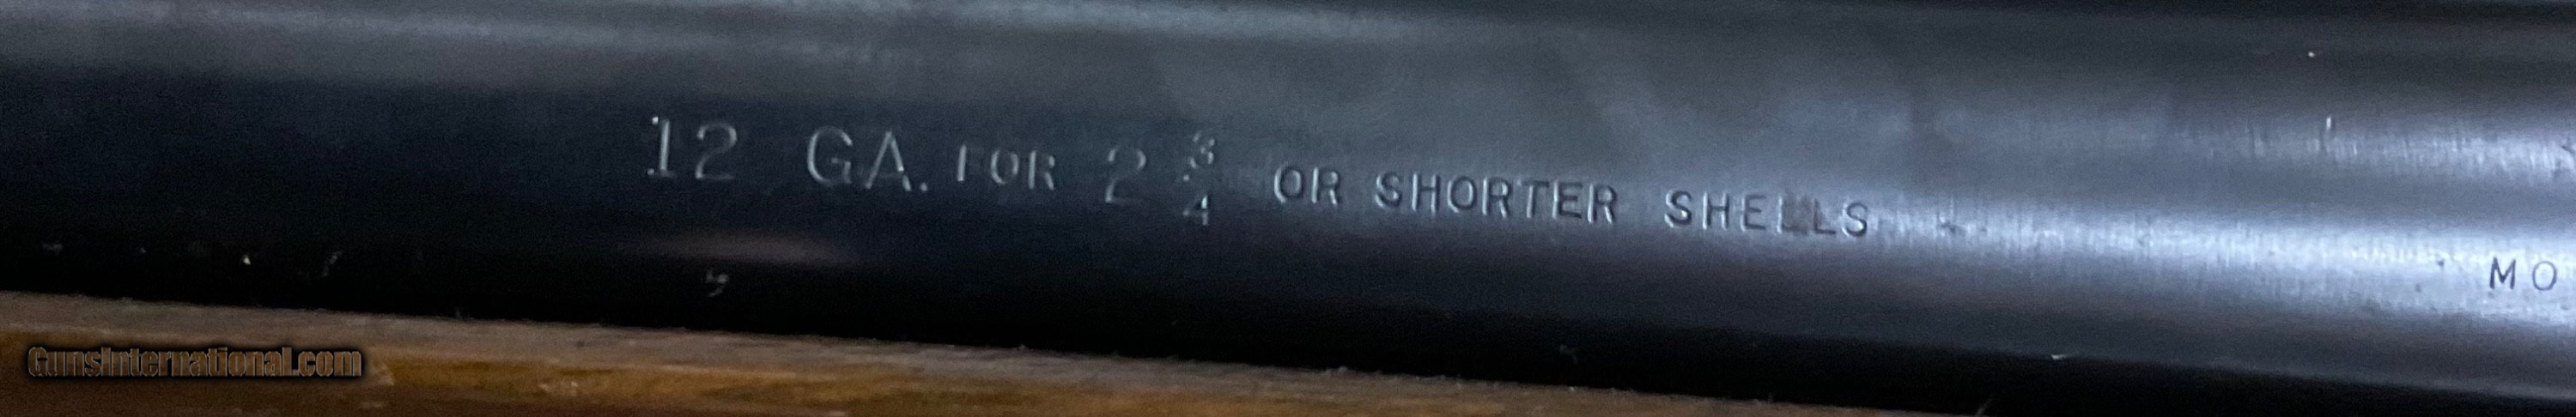 12 GA. FOR 2 3/4 OR SHORTER SHELLS
MO
GunsInternational.com